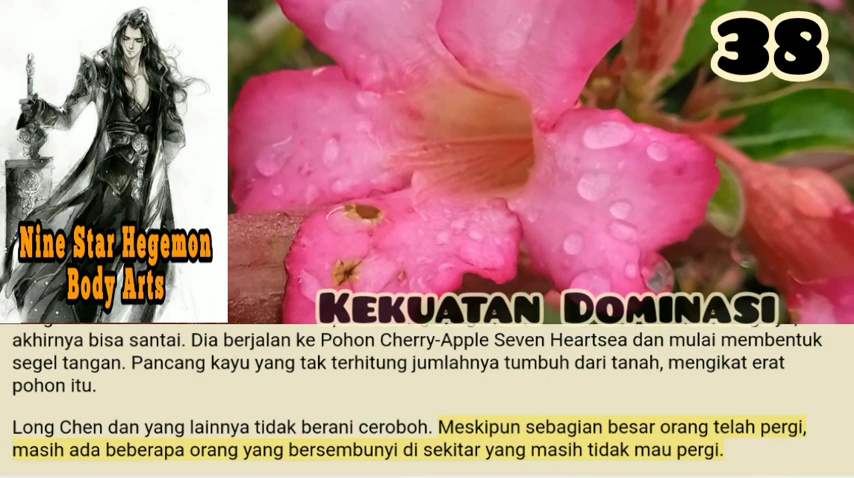 38
Nine Star Hegemon
Body Arts
KEKUATAN DOMINASI
akhirnya bisa santai. Dia berjalan ke Pohon Cherry-Apple Seven Heartsea dan mulai membentuk
segel tangan. Pancang kayu yang tak terhitung jumlahnya tumbuh dari tanah, mengikat erat
pohon itu.
Long Chen dan yang lainnya tidak berani ceroboh. Meskipun sebagian besar orang telah pergi,
masih ada beberapa orang yang bersembunyi di sekitar yang masih tidak mau pergi.